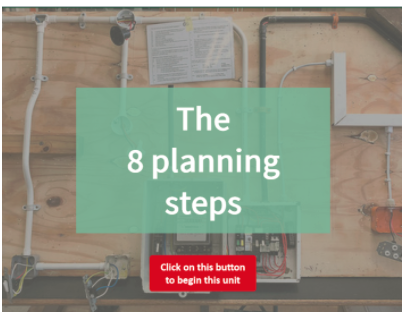 The
8 planning
steps
Click on this button
to begin this unit